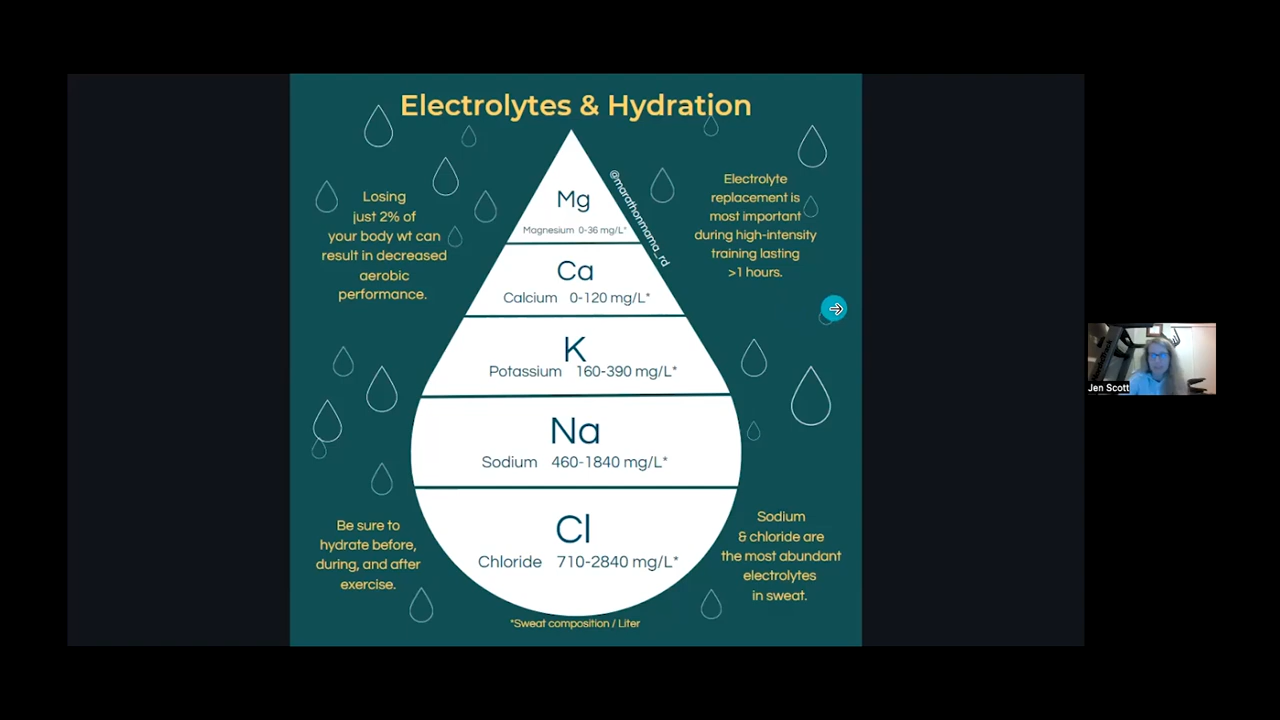 Electrolytes & Hydration
Losing
just 2% of
your body wt can
result in decreased
aerobic
performance.
Mg
Magnesium 0-36 mg/L*
@marathonmama_rd
Electrolyte
replacement is
most important
during high-intensity
training lasting
>1 hours.
Ca
Calcium 0-120 mg/L*
K
Potassium 160-390 mg/L*
Na
Sodium 460-1840 mg/L*
Cl
Chloride 710-2840 mg/L*
Be sure to
hydrate before,
during, and after
exercise.
Sodium
& chloride are
the most abundant
electrolytes
in sweat.
*Sweat composition / Liter
Jen Scott